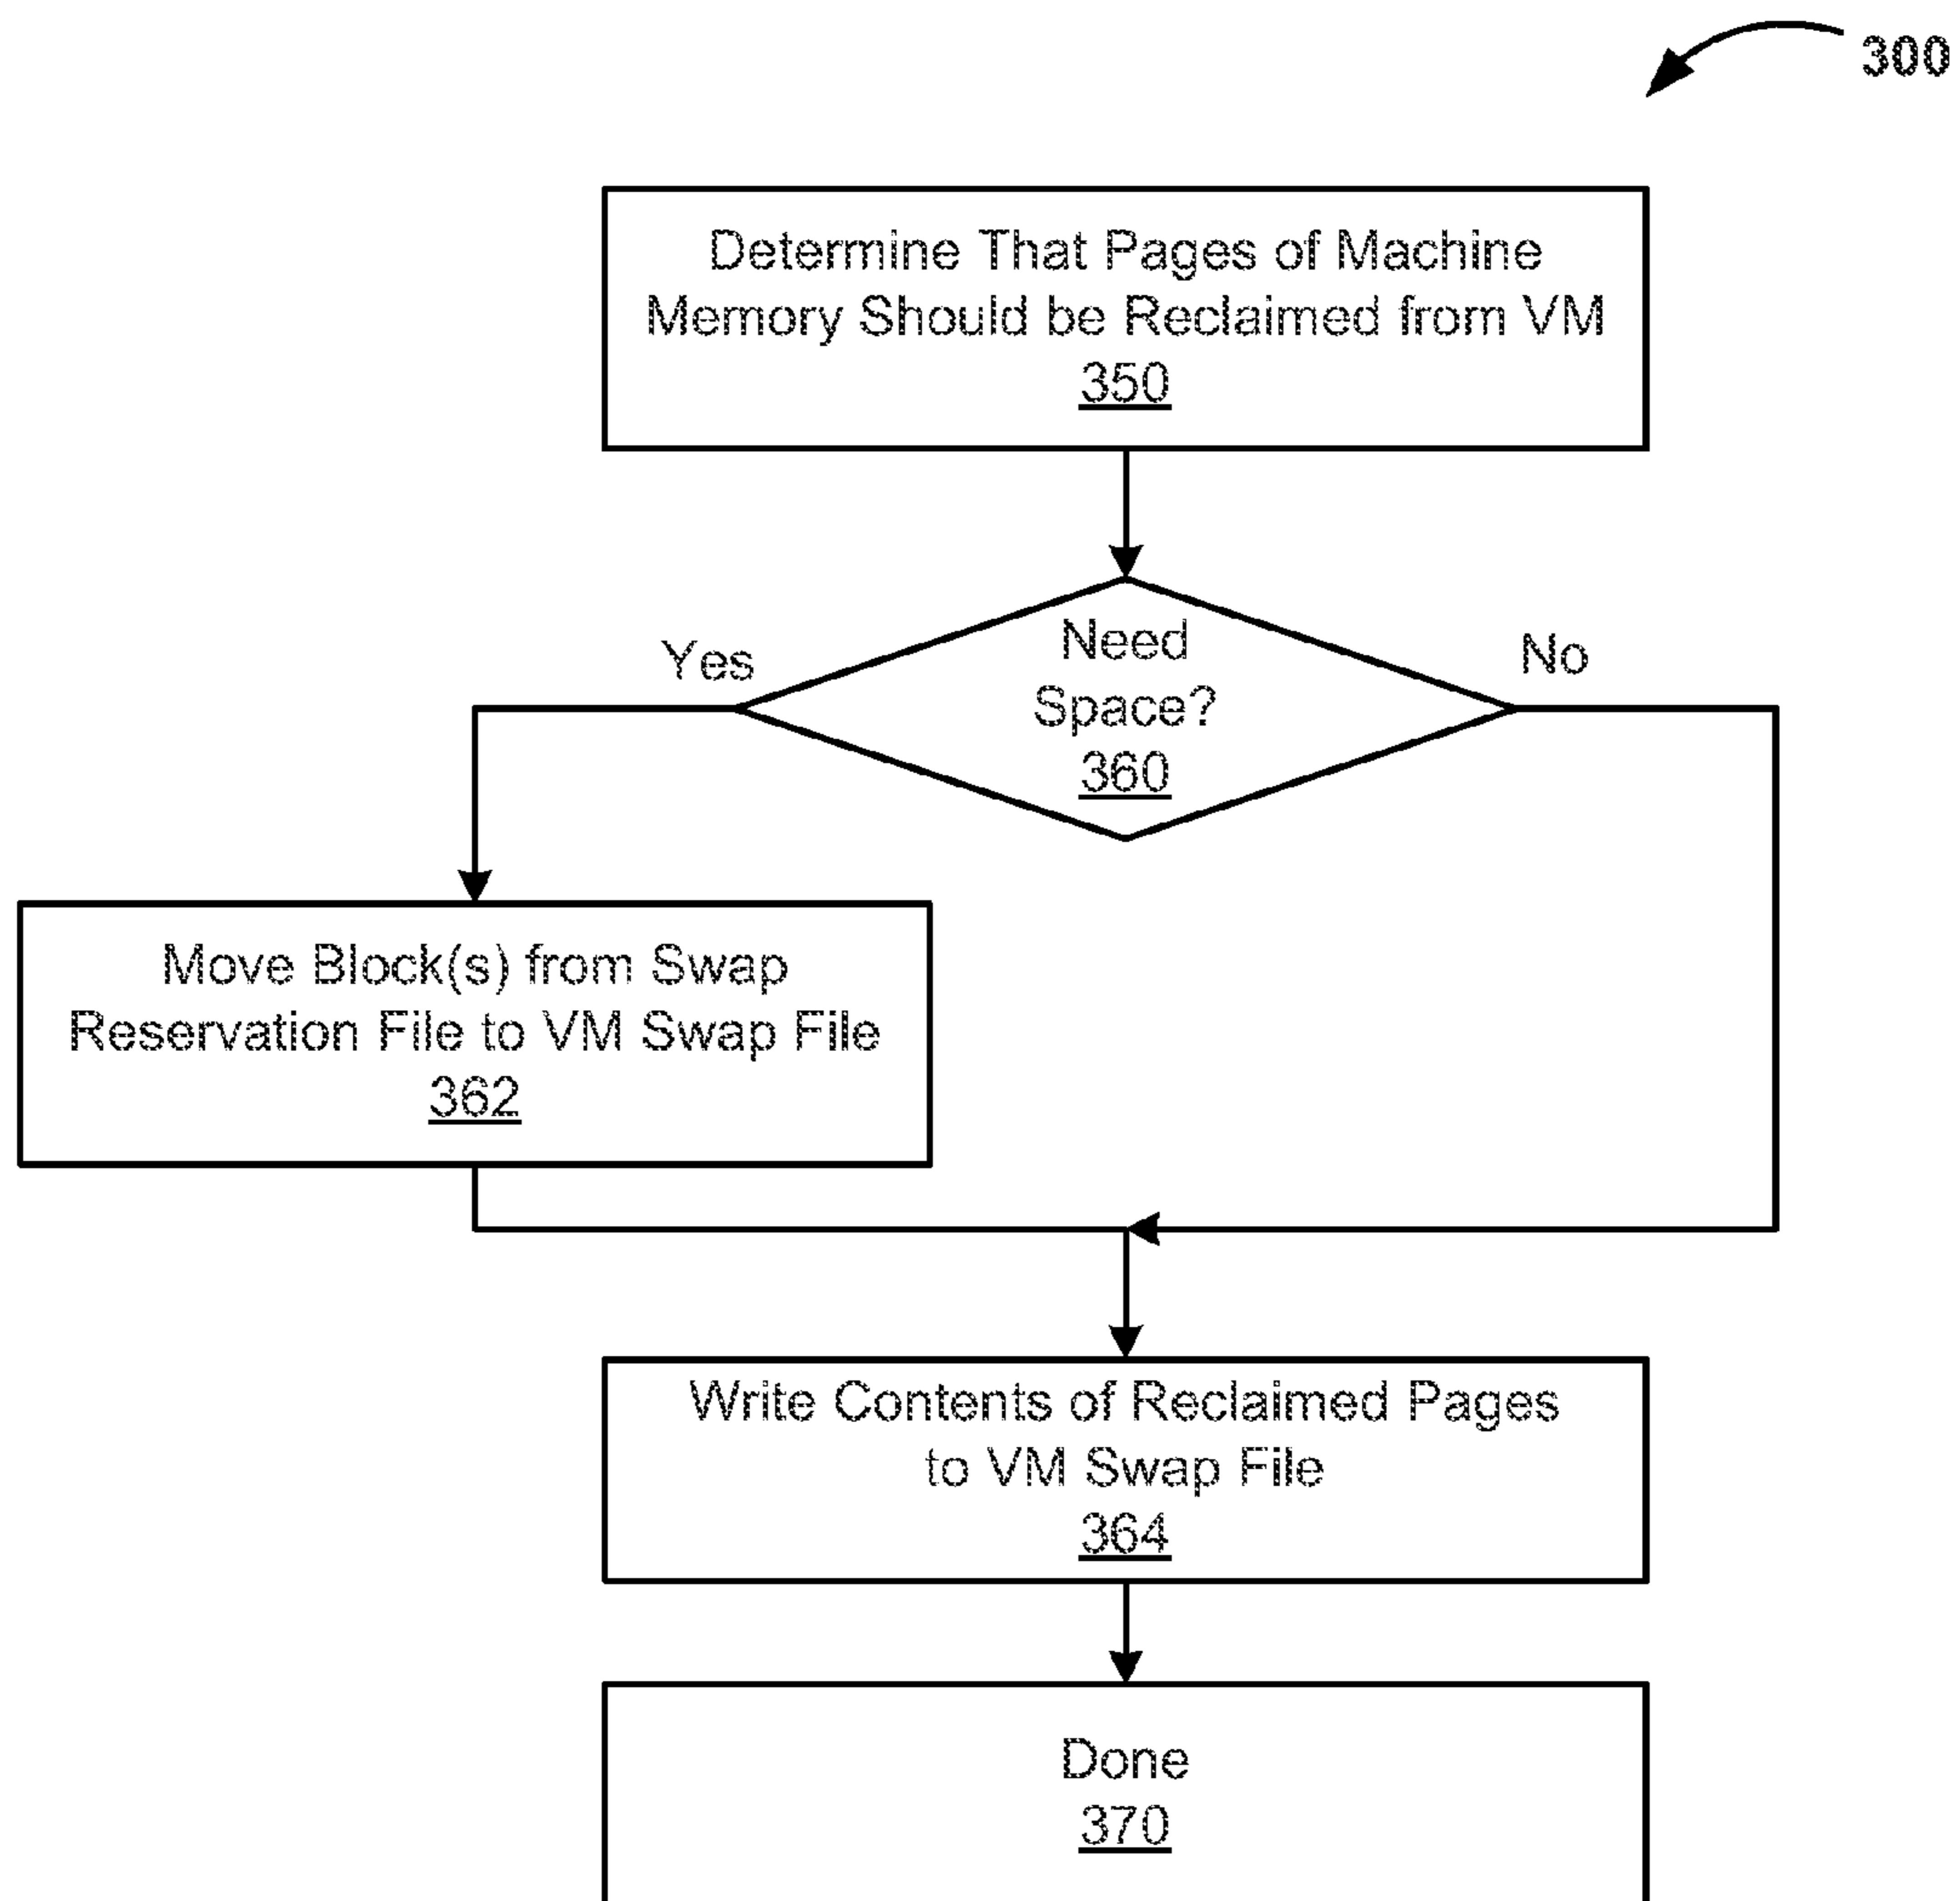 300
Determine That Pages of Machine
Memory Should be Reclaimed from VM
350
Need
Space?
360
Yes
No
Move Block(s) from Swap
Reservation File to VM Swap File
362
Write Contents of Reclaimed Pages
to VM Swap File
364
Done
370